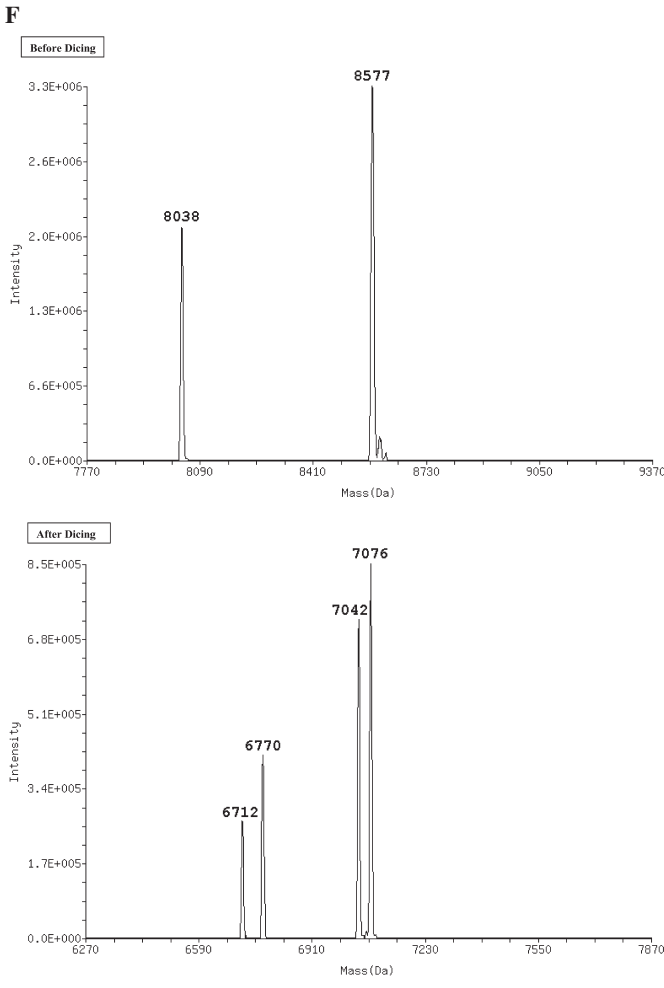 F
Before Dicing
8577
3.3E+006
2.6E+006
8038
2.0E+006
Intensity
1.3E+006
6.6E+005
0.0E+000
7770 8090 8410 8730 9050 9370
Mass(Da)
After Dicing
7076
8.5E+005
7042
6.8E+005
5.1E+005
Intensity
6770
3.4E+005
6712
1.7E+005
0.0E+000
6270 6590 6910 7230 7550 7870
Mass(Da)